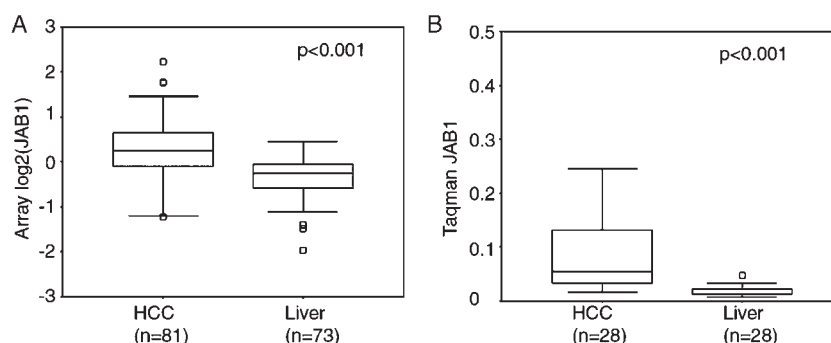 A
p<0.001
Array log2(JAB1)
3
2
1
0
-1
-2
-3
HCC
(n=81)
Liver
(n=73)
B
p<0.001
Taqman JAB1
0.5
0.4
0.3
0.2
0.1
0
HCC
(n=28)
Liver
(n=28)